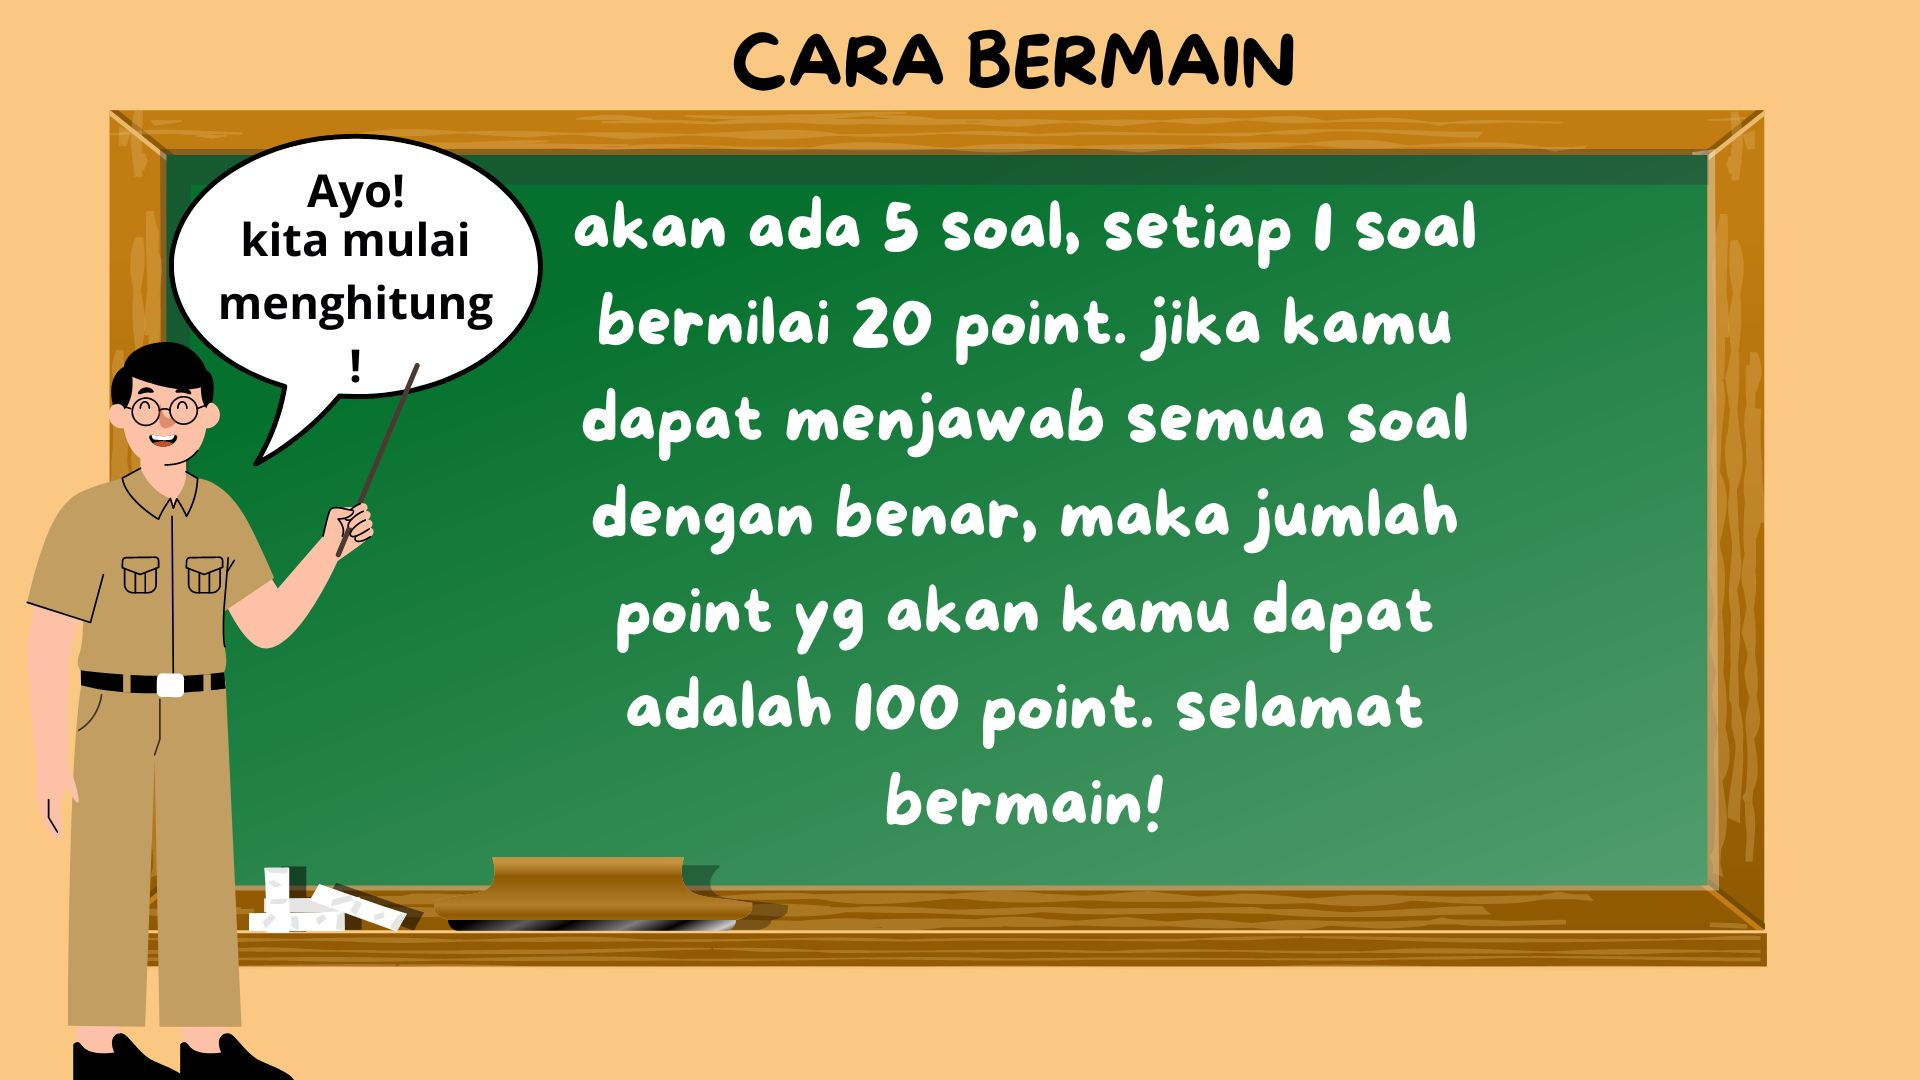 CARA BERMAIN
Ayo!
kita mulai
menghitung
!
akan ada 5 soal, setiap 1 soal
bernilai 20 point. jika kamu
dapat menjawab semua soal
dengan benar, maka jumlah
point yg akan kamu dapat
adalah 100 point. selamat
bermain!